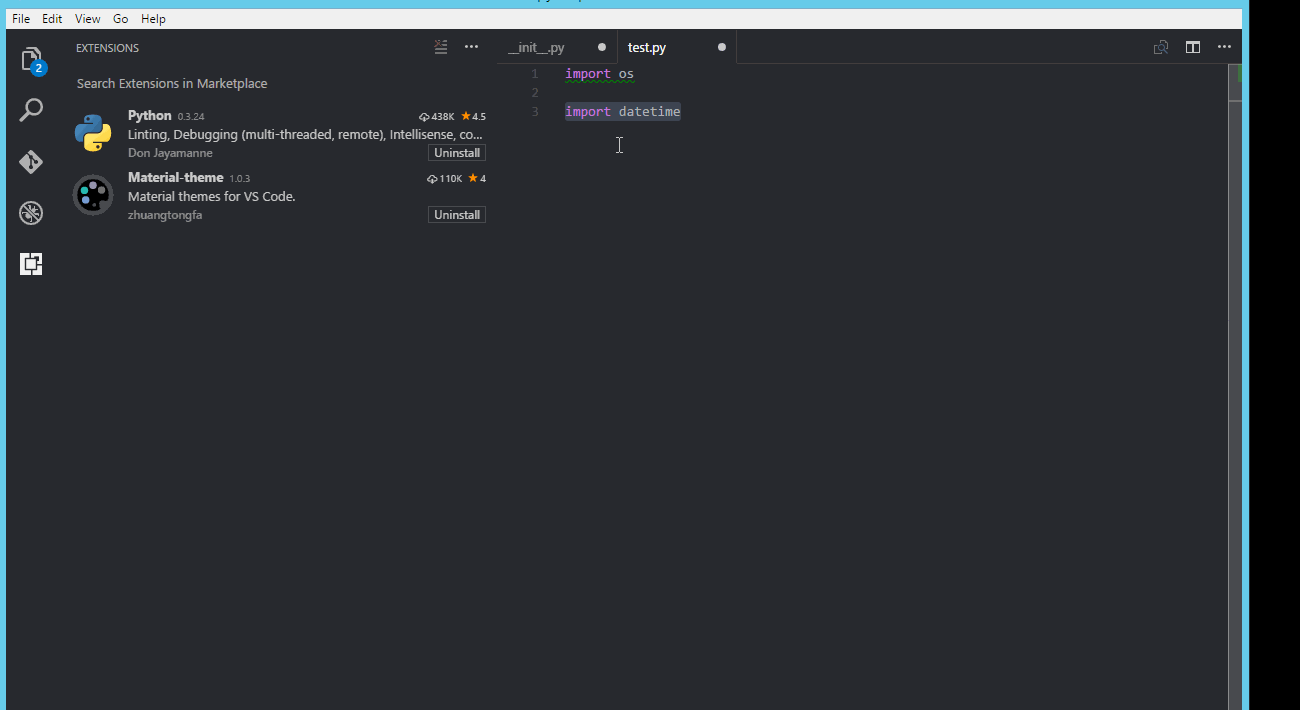 File Edit View Go Help
EXTENSIONS
2
Search Extensions in Marketplace
Python 0.3.24 438K 4.5
Linting, Debugging (multi-threaded, remote), Intellisense, co...
Don Jayamanne Uninstall
Material-theme 1.0.3 110K 4
Material themes for VS Code.
zhuangtongfa Uninstall
__init__.py test.py
1 import os
2
3 import datetime